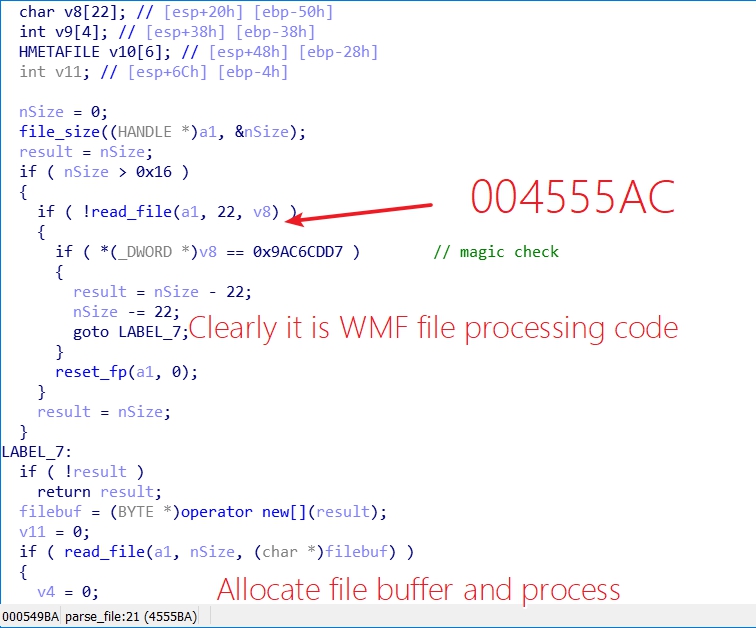 char v8[22]; // [esp+20h] [ebp-50h]
int v9[4]; // [esp+38h] [ebp-38h]
HMETAFILE v10[6]; // [esp+48h] [ebp-28h]
int v11; // [esp+6Ch] [ebp-4h]
nSize = 0;
file_size((HANDLE *)a1, &nSize);
result = nSize;
if ( nSize > 0x16 )
{
if ( !read_file(a1, 22, v8) )
004555AC
{
if ( *(_DWORD *)v8 == 0x9AC6CDD7 ) // magic check
{
result = nSize - 22;
nSize -= 22;
goto LABEL_7;
Clearly it is WMF file processing code
}
reset_fp(a1, 0);
}
result = nSize;
}
LABEL_7:
if ( !result )
return result;
filebuf = (BYTE *)operator new[](result);
v11 = 0;
if ( read_file(a1, nSize, (char *)filebuf) )
{
v4 = 0;
Allocate file buffer and process
000549BA parse_file:21 (4555BA)